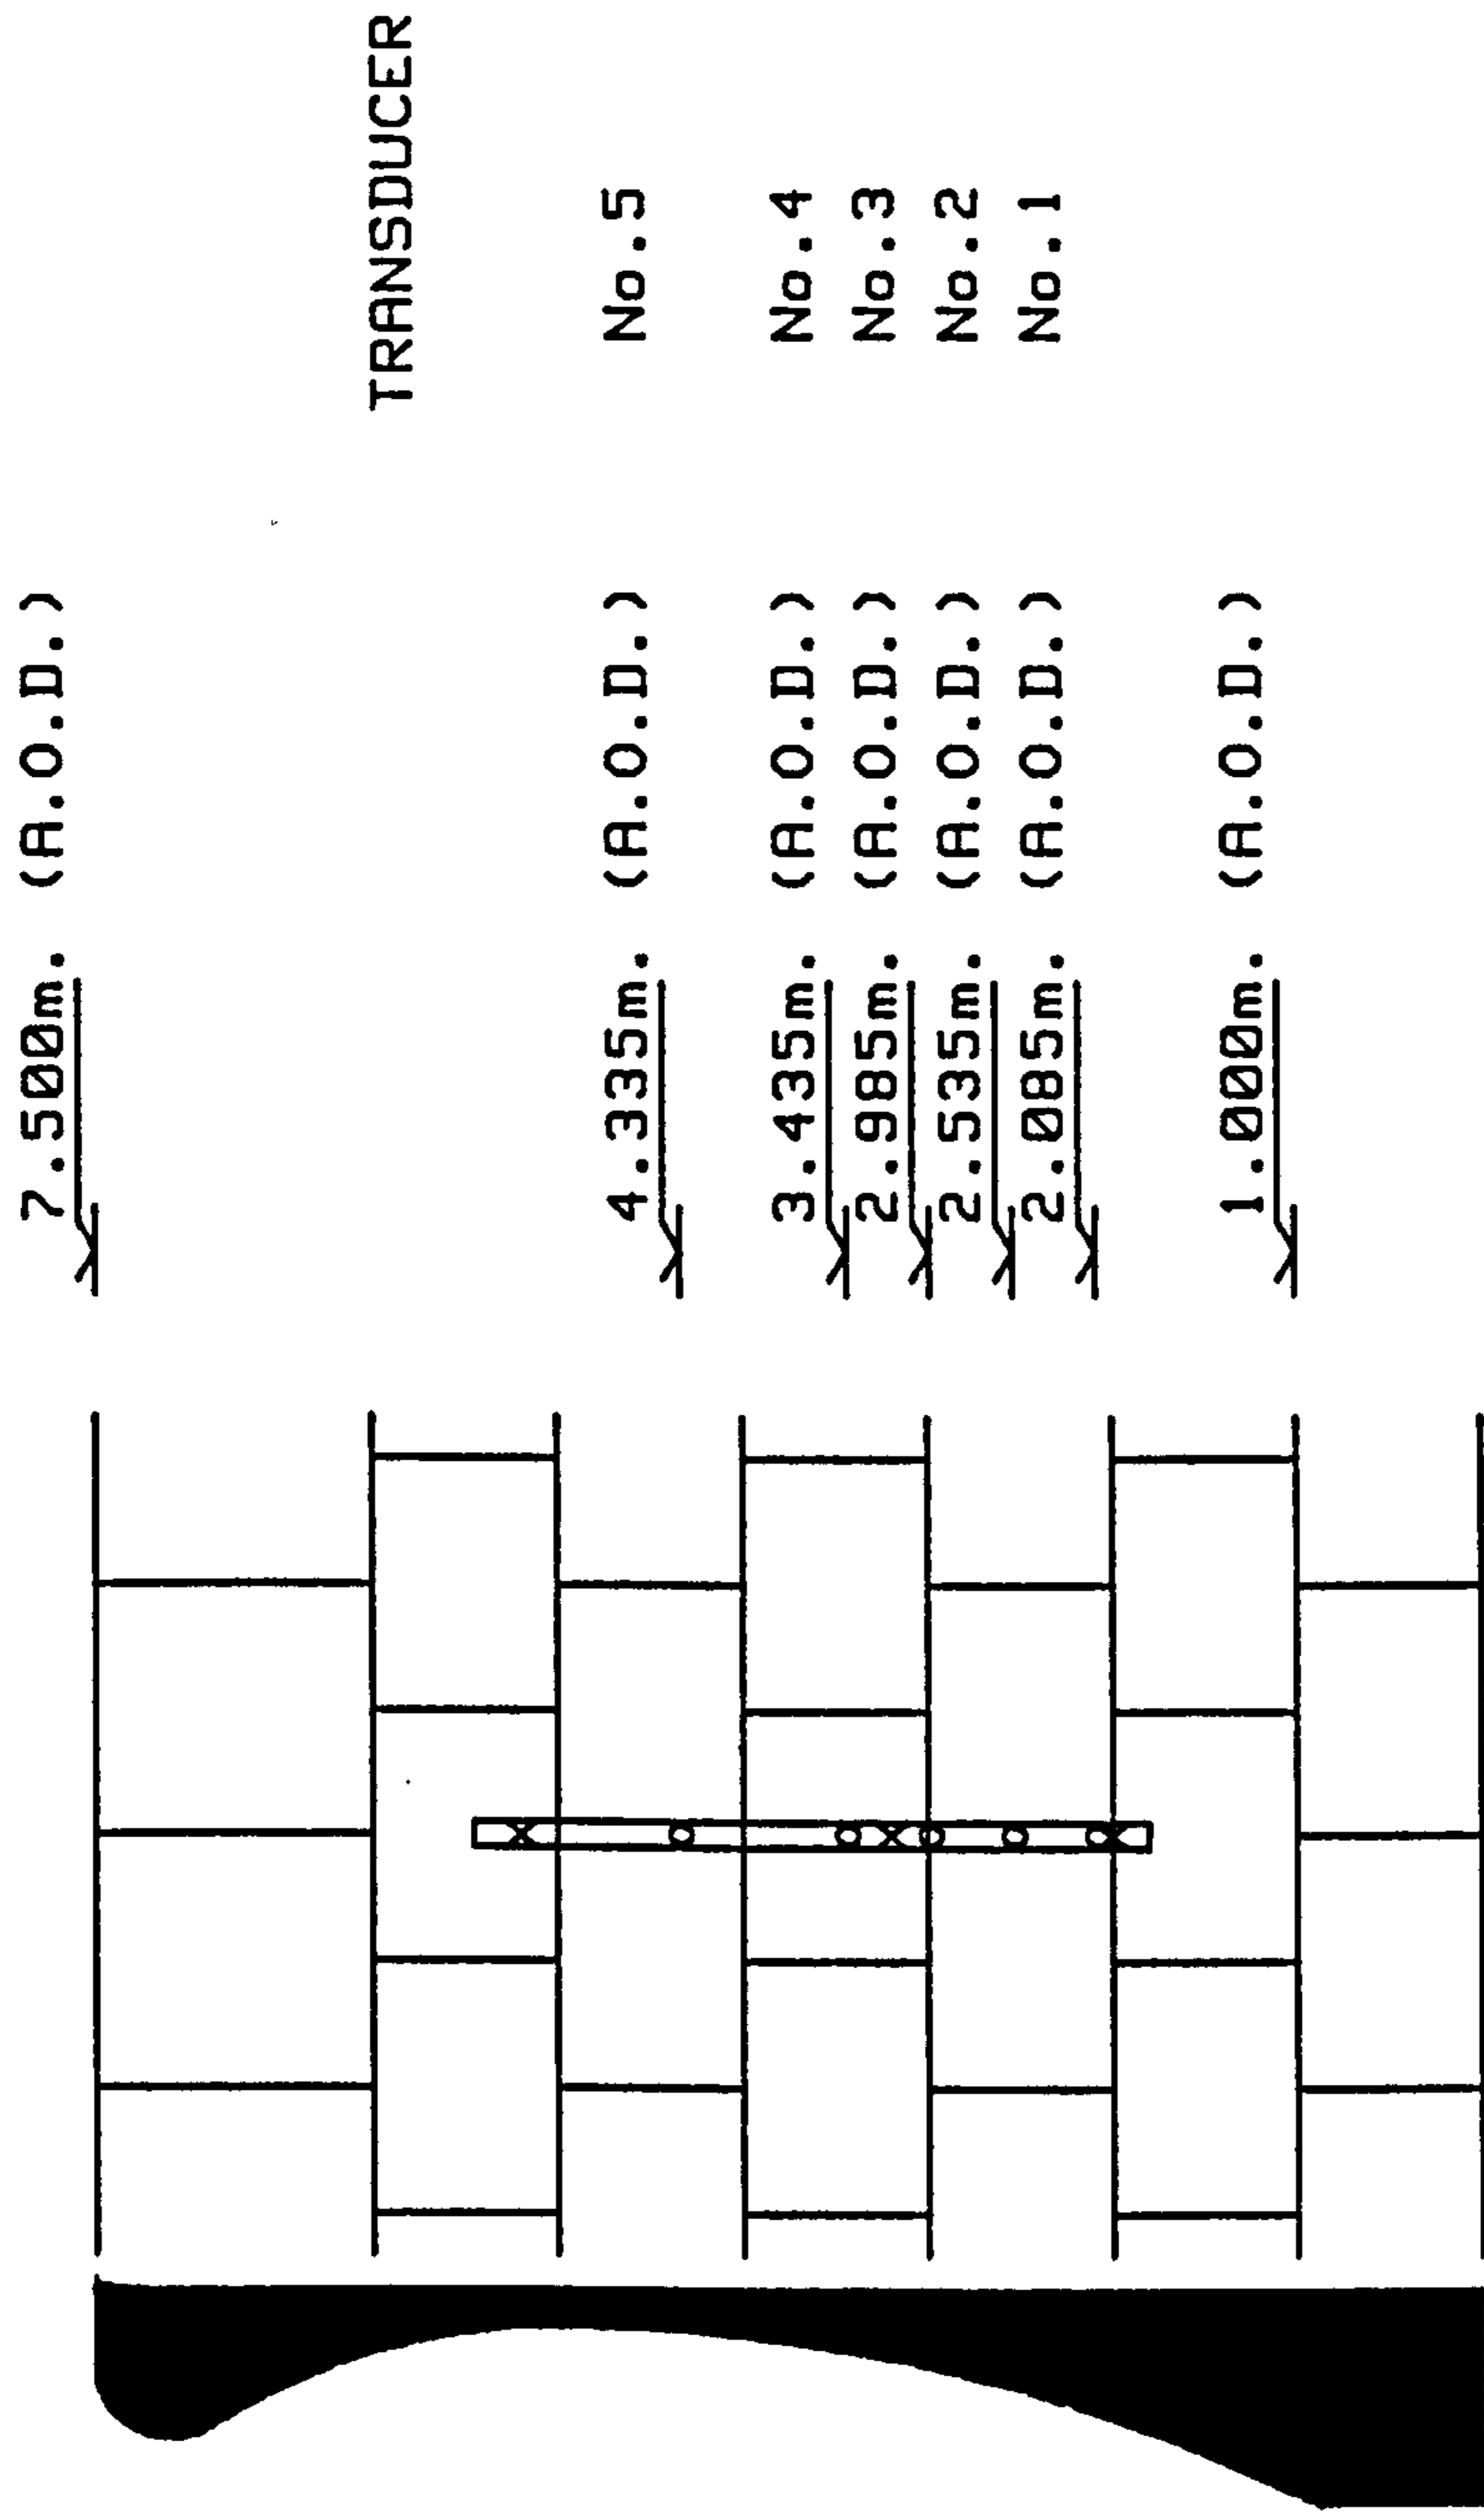 7.500m. (A.O.D.)
TRANSDUCER
4.335m. (A.O.D.) No.5
3.435m. (A.O.D.) No.4
2.985m. (A.O.D.) No.3
2.535m. (A.O.D.) No.2
2.085m. (A.O.D.) No.1
1.000m. (A.O.D.)